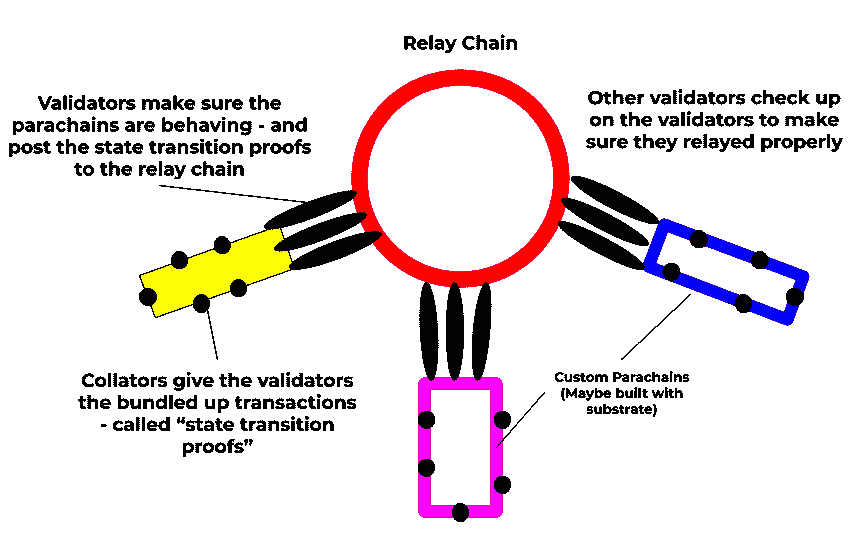 Relay Chain
Validators make sure the
parachains are behaving - and
post the state transition proofs
to the relay chain
Other validators check up
on the validators to make
sure they relayed properly
Collators give the validators
the bundled up transactions
- called “state transition
proofs”
Custom Parachains
(Maybe built with
substrate)